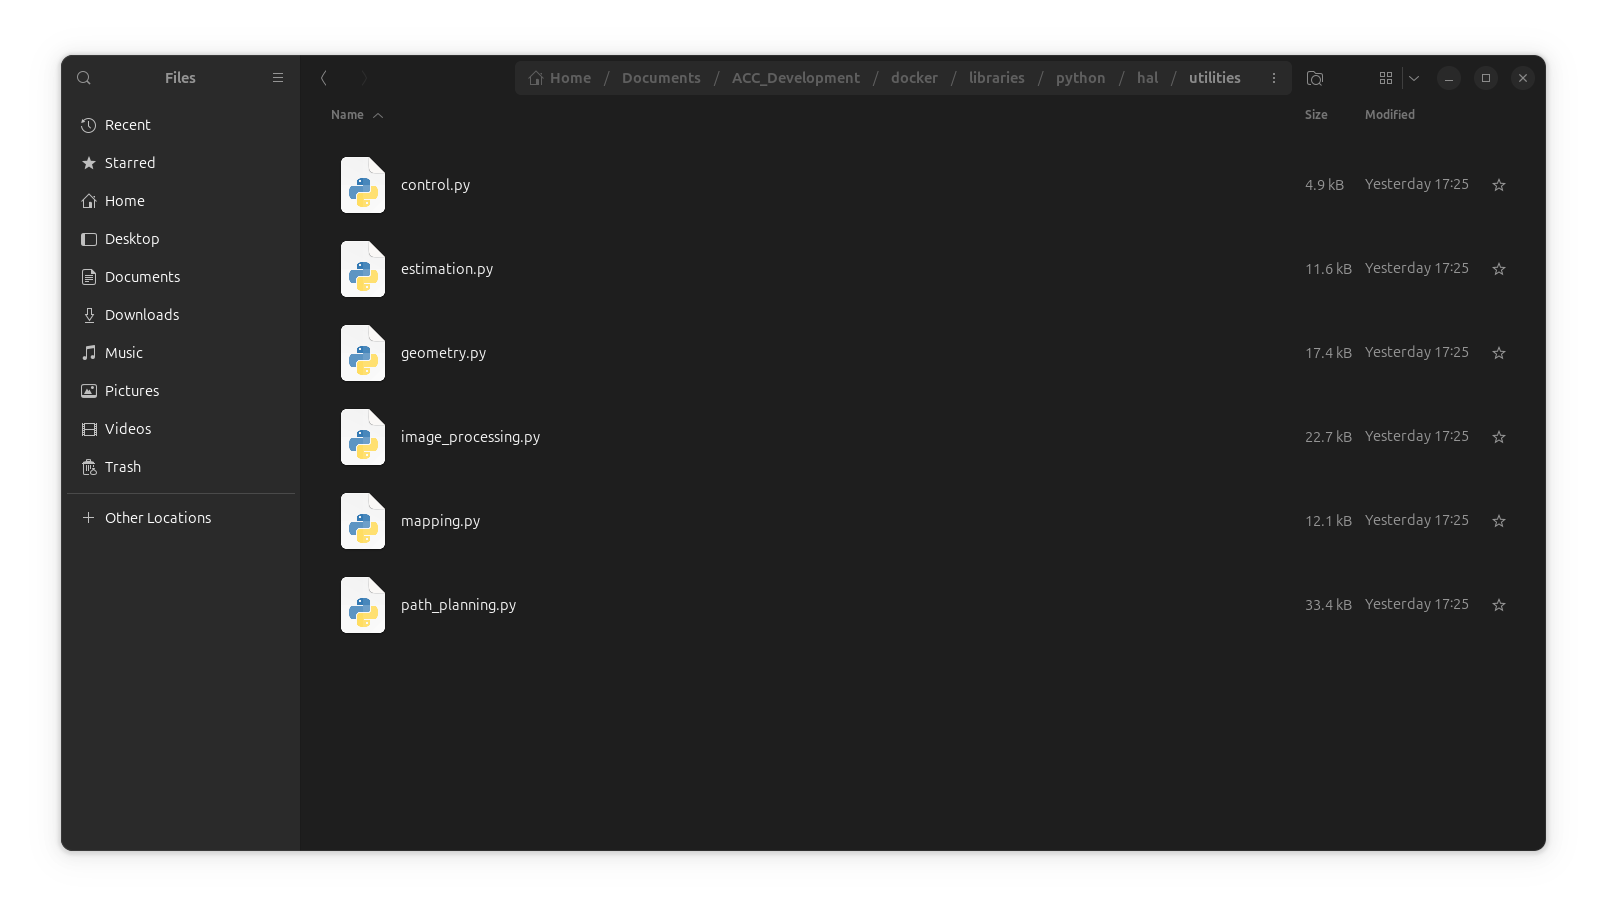 Files
Home / Documents / ACC_Development / docker / libraries / python / hal / utilities
Recent
Starred
Home
Desktop
Documents
Downloads
Music
Pictures
Videos
Trash
Other Locations
Name Size Modified
control.py 4.9 kB Yesterday 17:25
estimation.py 11.6 kB Yesterday 17:25
geometry.py 17.4 kB Yesterday 17:25
image_processing.py 22.7 kB Yesterday 17:25
mapping.py 12.1 kB Yesterday 17:25
path_planning.py 33.4 kB Yesterday 17:25